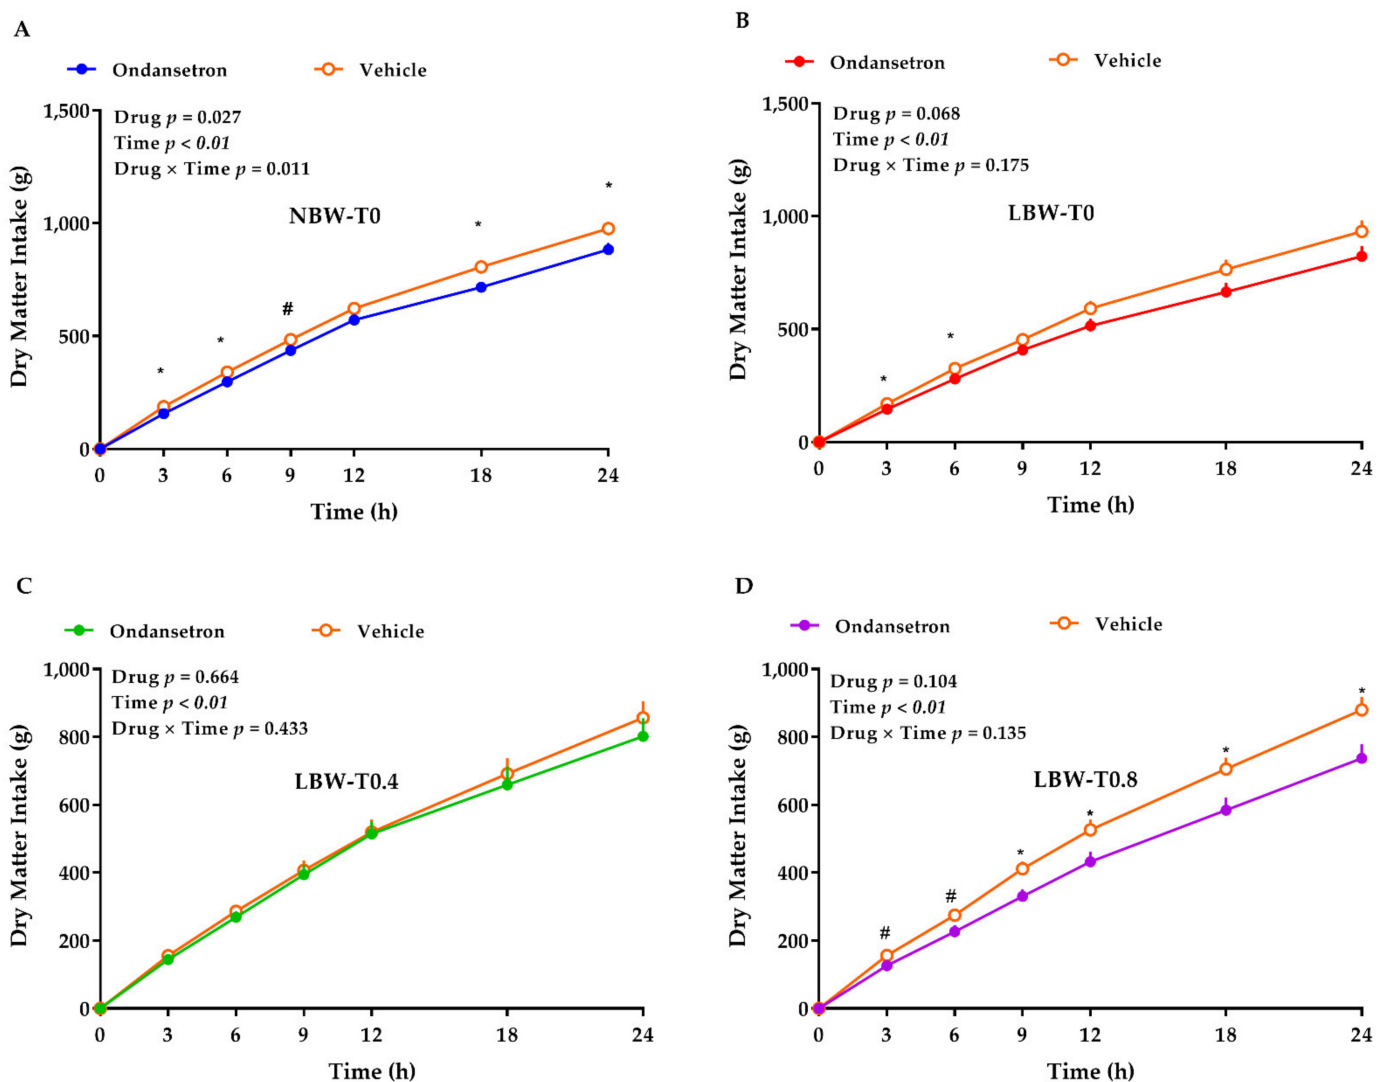 A
Ondansetron Vehicle
1,500
Drug p = 0.027
Time p < 0.01
Drug × Time p = 0.011
*
NBW-T0
1,000
*
#
500
*
*
0
0 3 6 9 12 18 24
Time (h)
Dry Matter Intake (g)
B
Ondansetron Vehicle
1,500
Drug p = 0.068
Time p < 0.01
Drug × Time p = 0.175
LBW-T0
1,000
500
*
*
0
0 3 6 9 12 18 24
Time (h)
Dry Matter Intake (g)
C
Ondansetron Vehicle
1,000
Drug p = 0.664
Time p < 0.01
Drug × Time p = 0.433
LBW-T0.4
800
600
400
200
0
0 3 6 9 12 18 24
Time (h)
Dry Matter Intake (g)
D
Ondansetron Vehicle
1,000
Drug p = 0.104
Time p < 0.01
Drug × Time p = 0.135
*
*
LBW-T0.8
800
*
600
*
400
#
#
200
0
0 3 6 9 12 18 24
Time (h)
Dry Matter Intake (g)